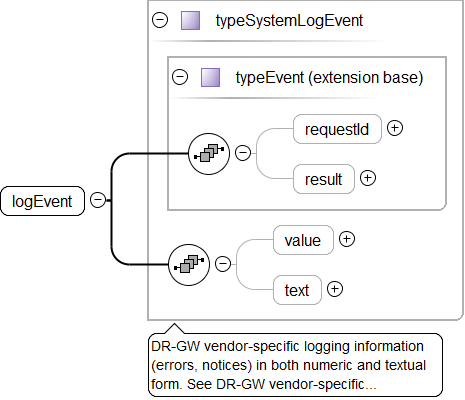 typeSystemLogEvent
typeEvent (extension base)
requestId
result
logEvent
value
text
DR-GW vendor-specific logging information
(errors, notices) in both numeric and textual
form. See DR-GW vendor-specific...